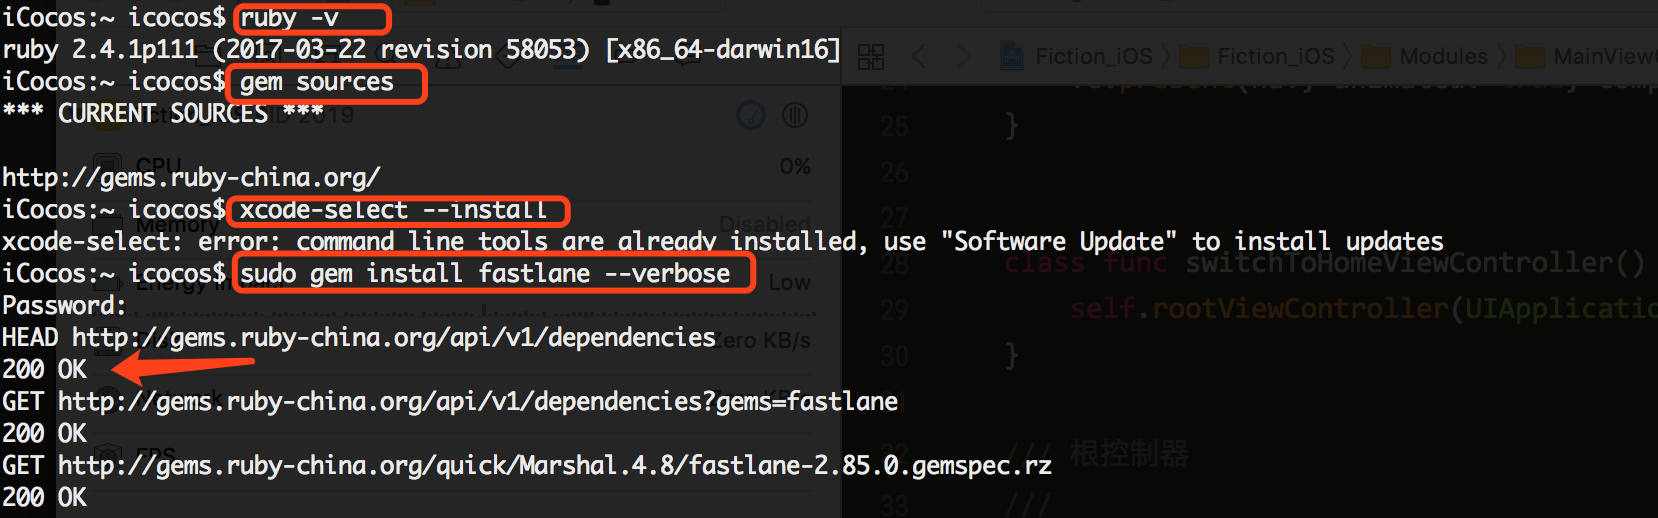 iCocos:~ icocos$ ruby -v
ruby 2.4.1p111 (2017-03-22 revision 58053) [x86_64-darwin16]
iCocos:~ icocos$ gem sources
*** CURRENT SOURCES ***
http://gems.ruby-china.org/
iCocos:~ icocos$ xcode-select --install
xcode-select: error: command line tools are already installed, use "Software Update" to install updates
iCocos:~ icocos$ sudo gem install fastlane --verbose
Password:
HEAD http://gems.ruby-china.org/api/v1/dependencies
200 OK
GET http://gems.ruby-china.org/api/v1/dependencies?gems=fastlane
200 OK
GET http://gems.ruby-china.org/quick/Marshal.4.8/fastlane-2.85.0.gemspec.rz
200 OK
2019
CPU 0%
Memory Disabled
Energy Impact Low
Zero KB/s
FPS
Fiction_iOS Fiction_iOS Modules
25 }
26
27
28 class func switchToHomeViewController()
29 self.rootViewController(UIApplicatio
30 }
/// 根控制器
33 ///